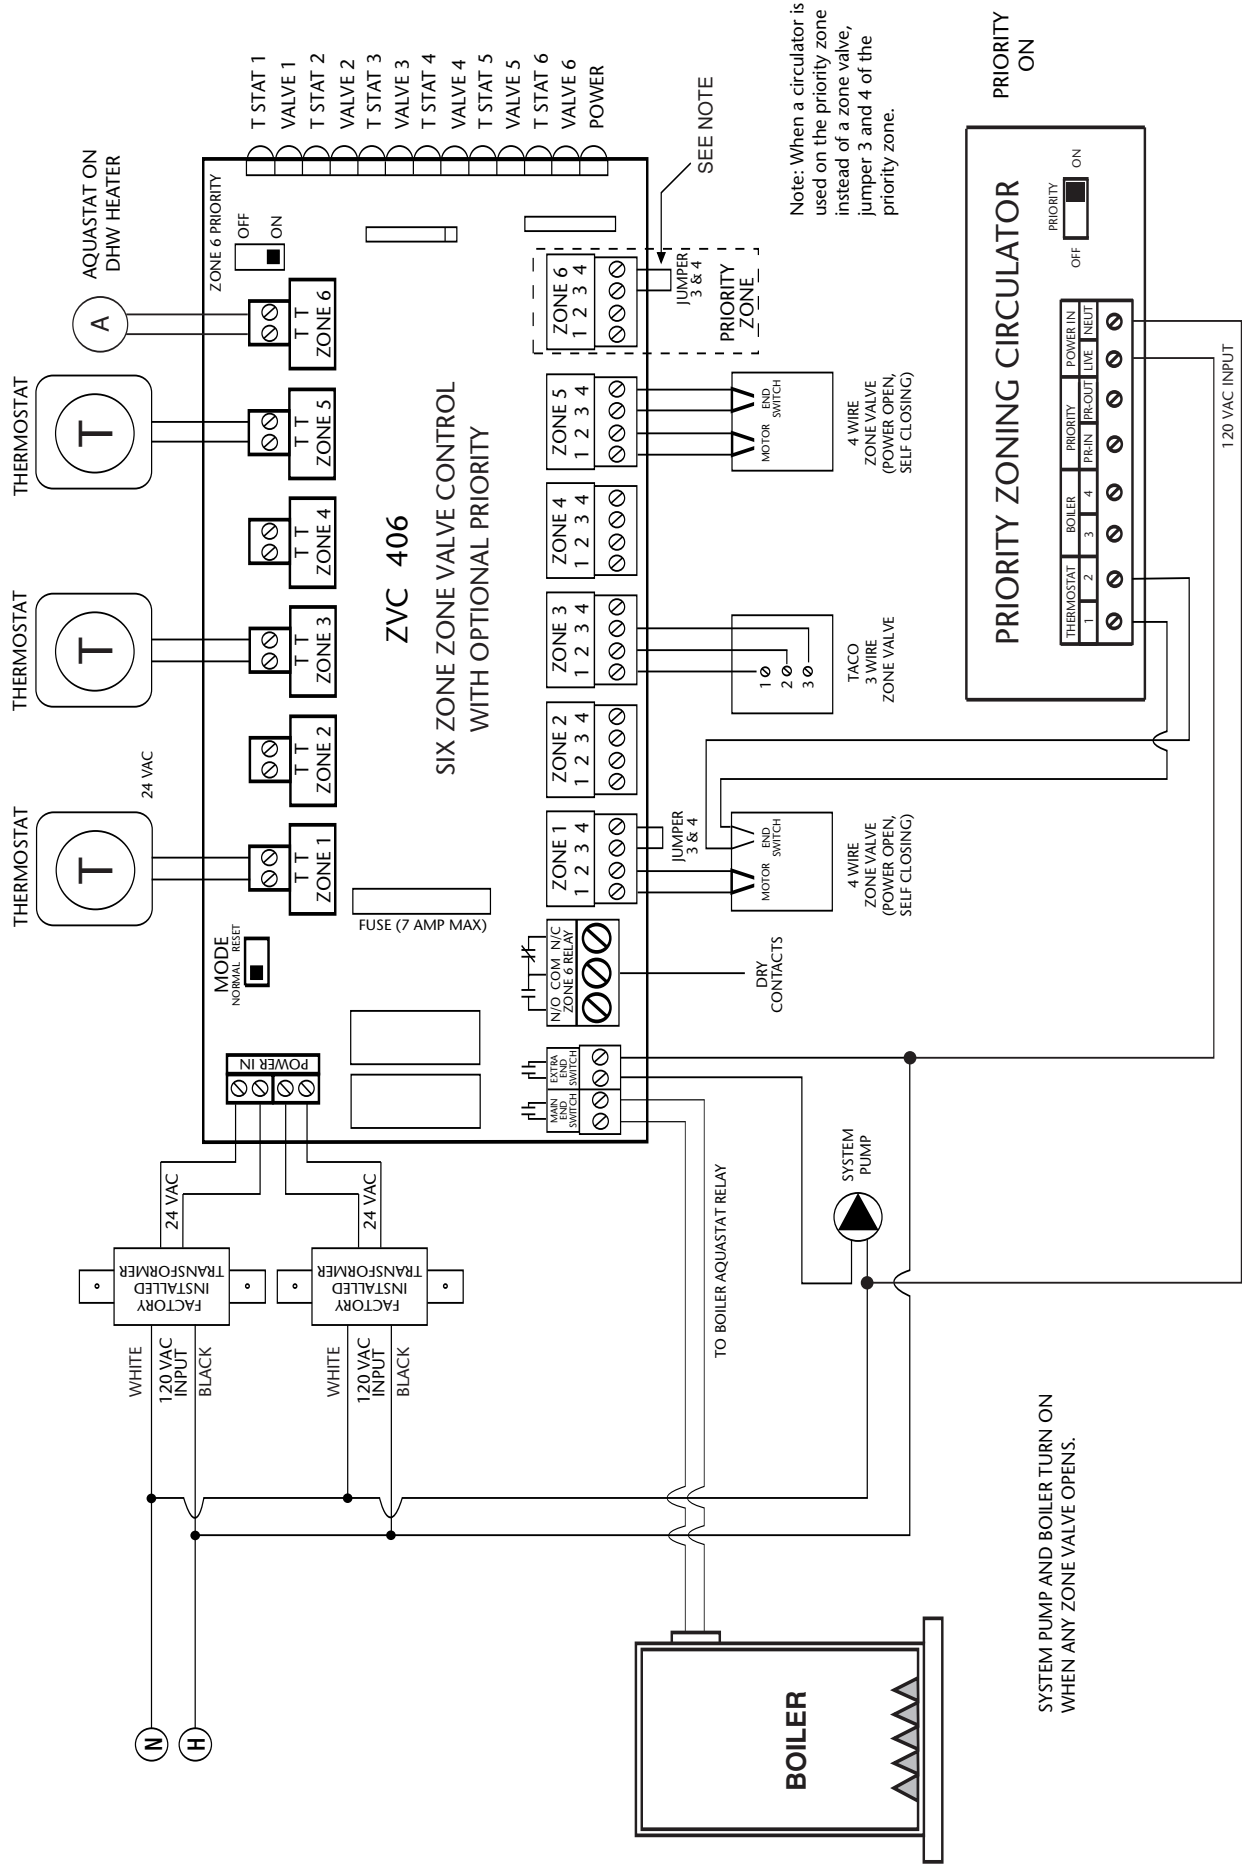 THERMOSTAT
T
24 VAC
THERMOSTAT
T
THERMOSTAT
T
AQUASTAT ON
DHW HEATER
A
N
H
WHITE
120 VAC
INPUT
BLACK
FACTORY
INSTALLED
TRANSFORMER
24 VAC
WHITE
120 VAC
INPUT
BLACK
FACTORY
INSTALLED
TRANSFORMER
24 VAC
POWER IN
MODE
NORMAL RESET
FUSE (7 AMP MAX)
T T
ZONE 1
T T
ZONE 2
T T
ZONE 3
T T
ZONE 4
T T
ZONE 5
T T
ZONE 6
ZONE 6 PRIORITY
OFF
ON
ZVC 406
SIX ZONE ZONE VALVE CONTROL
WITH OPTIONAL PRIORITY
T STAT 1
VALVE 1
T STAT 2
VALVE 2
T STAT 3
VALVE 3
T STAT 4
VALVE 4
T STAT 5
VALVE 5
T STAT 6
VALVE 6
POWER
MAIN
END
SWITCH
EXTRA
END
SWITCH
N/O COM N/C
ZONE 6 RELAY
ZONE 1
1 2 3 4
ZONE 2
1 2 3 4
ZONE 3
1 2 3 4
ZONE 4
1 2 3 4
ZONE 5
1 2 3 4
ZONE 6
1 2 3 4
JUMPER
3 & 4
JUMPER
3 & 4
PRIORITY
ZONE
SEE NOTE
DRY
CONTACTS
MOTOR
END
SWITCH
4 WIRE
ZONE VALVE
(POWER OPEN,
SELF CLOSING)
1
2
3
TACO
3 WIRE
ZONE VALVE
MOTOR
END
SWITCH
4 WIRE
ZONE VALVE
(POWER OPEN,
SELF CLOSING)
Note: When a circulator is
used on the priority zone
instead of a zone valve,
jumper 3 and 4 of the
priority zone.
TO BOILER AQUASTAT RELAY
SYSTEM
PUMP
BOILER
PRIORITY ZONING CIRCULATOR
PRIORITY
OFF
ON
PRIORITY
ON
THERMOSTAT
BOILER
PRIORITY
POWER IN
1
2
3
4
PR-IN
PR-OUT
LIVE
NEUT
120 VAC INPUT
SYSTEM PUMP AND BOILER TURN ON
WHEN ANY ZONE VALVE OPENS.